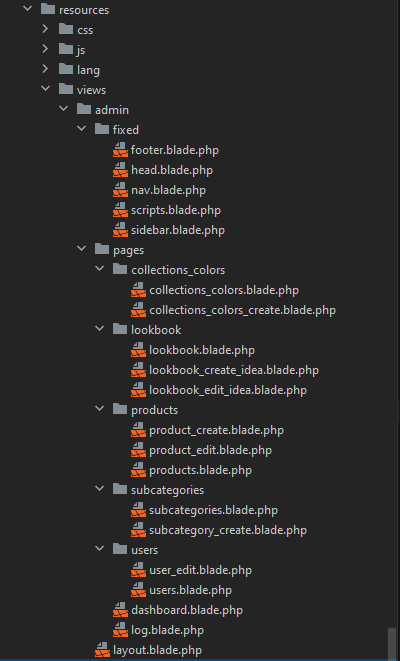 resources
css
js
lang
views
admin
fixed
footer.blade.php
head.blade.php
nav.blade.php
scripts.blade.php
sidebar.blade.php
pages
collections_colors
collections_colors.blade.php
collections_colors_create.blade.php
lookbook
lookbook.blade.php
lookbook_create_idea.blade.php
lookbook_edit_idea.blade.php
products
product_create.blade.php
product_edit.blade.php
products.blade.php
subcategories
subcategories.blade.php
subcategory_create.blade.php
users
user_edit.blade.php
users.blade.php
dashboard.blade.php
log.blade.php
layout.blade.php